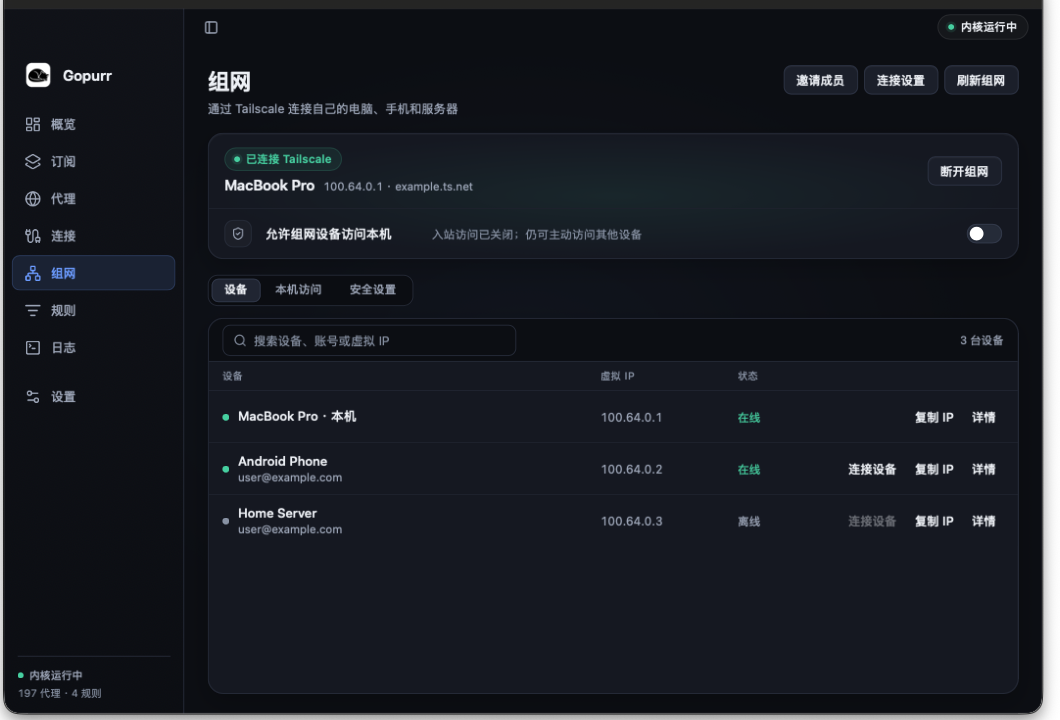 内核运行中
Gopurr
概览
订阅
代理
连接
组网
规则
日志
设置
内核运行中
197 代理 · 4 规则
组网
通过 Tailscale 连接自己的电脑、手机和服务器
邀请成员 连接设置 刷新组网
已连接 Tailscale
MacBook Pro 100.64.0.1 · example.ts.net
断开组网
允许组网设备访问本机 入站访问已关闭；仍可主动访问其他设备
设备 本机访问 安全设置
搜索设备、账号或虚拟 IP 3 台设备
设备 虚拟 IP 状态
MacBook Pro · 本机 100.64.0.1 在线 复制 IP 详情
Android Phone
user@example.com 100.64.0.2 在线 连接设备 复制 IP 详情
Home Server
user@example.com 100.64.0.3 离线 连接设备 复制 IP 详情